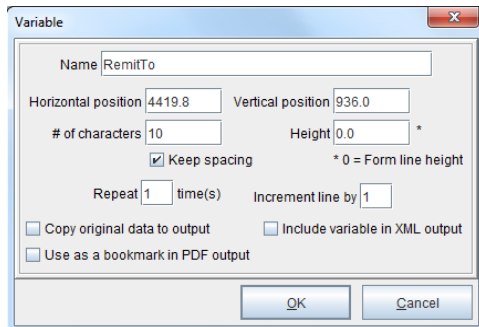 Variable
Name RemitTo
Horizontal position 4419.8 Vertical position 936.0
# of characters 10 Height 0.0 *
Keep spacing * 0 = Form line height
Repeat 1 time(s) Increment line by 1
Copy original data to output Include variable in XML output
Use as a bookmark in PDF output
OK Cancel